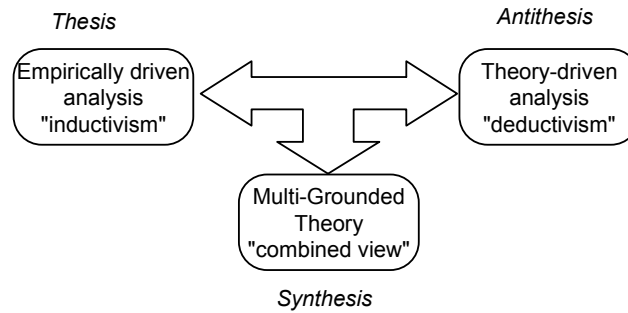 Thesis
Antithesis
Empirically driven
analysis
"inductivism"
Theory-driven
analysis
"deductivism"
Multi-Grounded
Theory
"combined view"
Synthesis